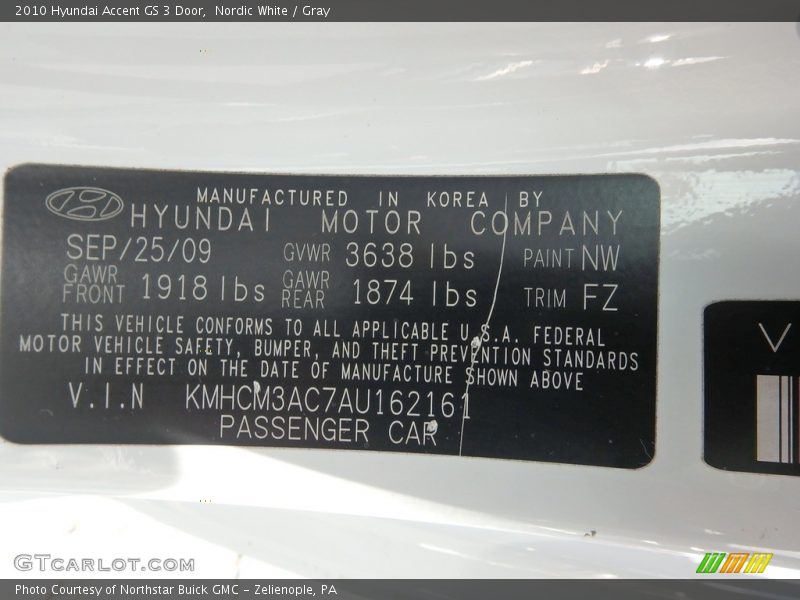 2010 Hyundai Accent GS 3 Door,  Nordic White / Gray
MANUFACTURED IN KOREA BY
HYUNDAI MOTOR COMPANY
SEP/25/09 GVWR 3638 lbs PAINT NW
GAWR FRONT 1918 lbs GAWR REAR 1874 lbs TRIM FZ
THIS VEHICLE CONFORMS TO ALL APPLICABLE U.S.A. FEDERAL
MOTOR VEHICLE SAFETY, BUMPER, AND THEFT PREVENTION STANDARDS
IN EFFECT ON THE DATE OF MANUFACTURE SHOWN ABOVE
V.I.N KMHCM3AC7AU162161
PASSENGER CAR
V
GTcarlot.com
Photo Courtesy of Northstar Buick GMC - Zelienople, PA